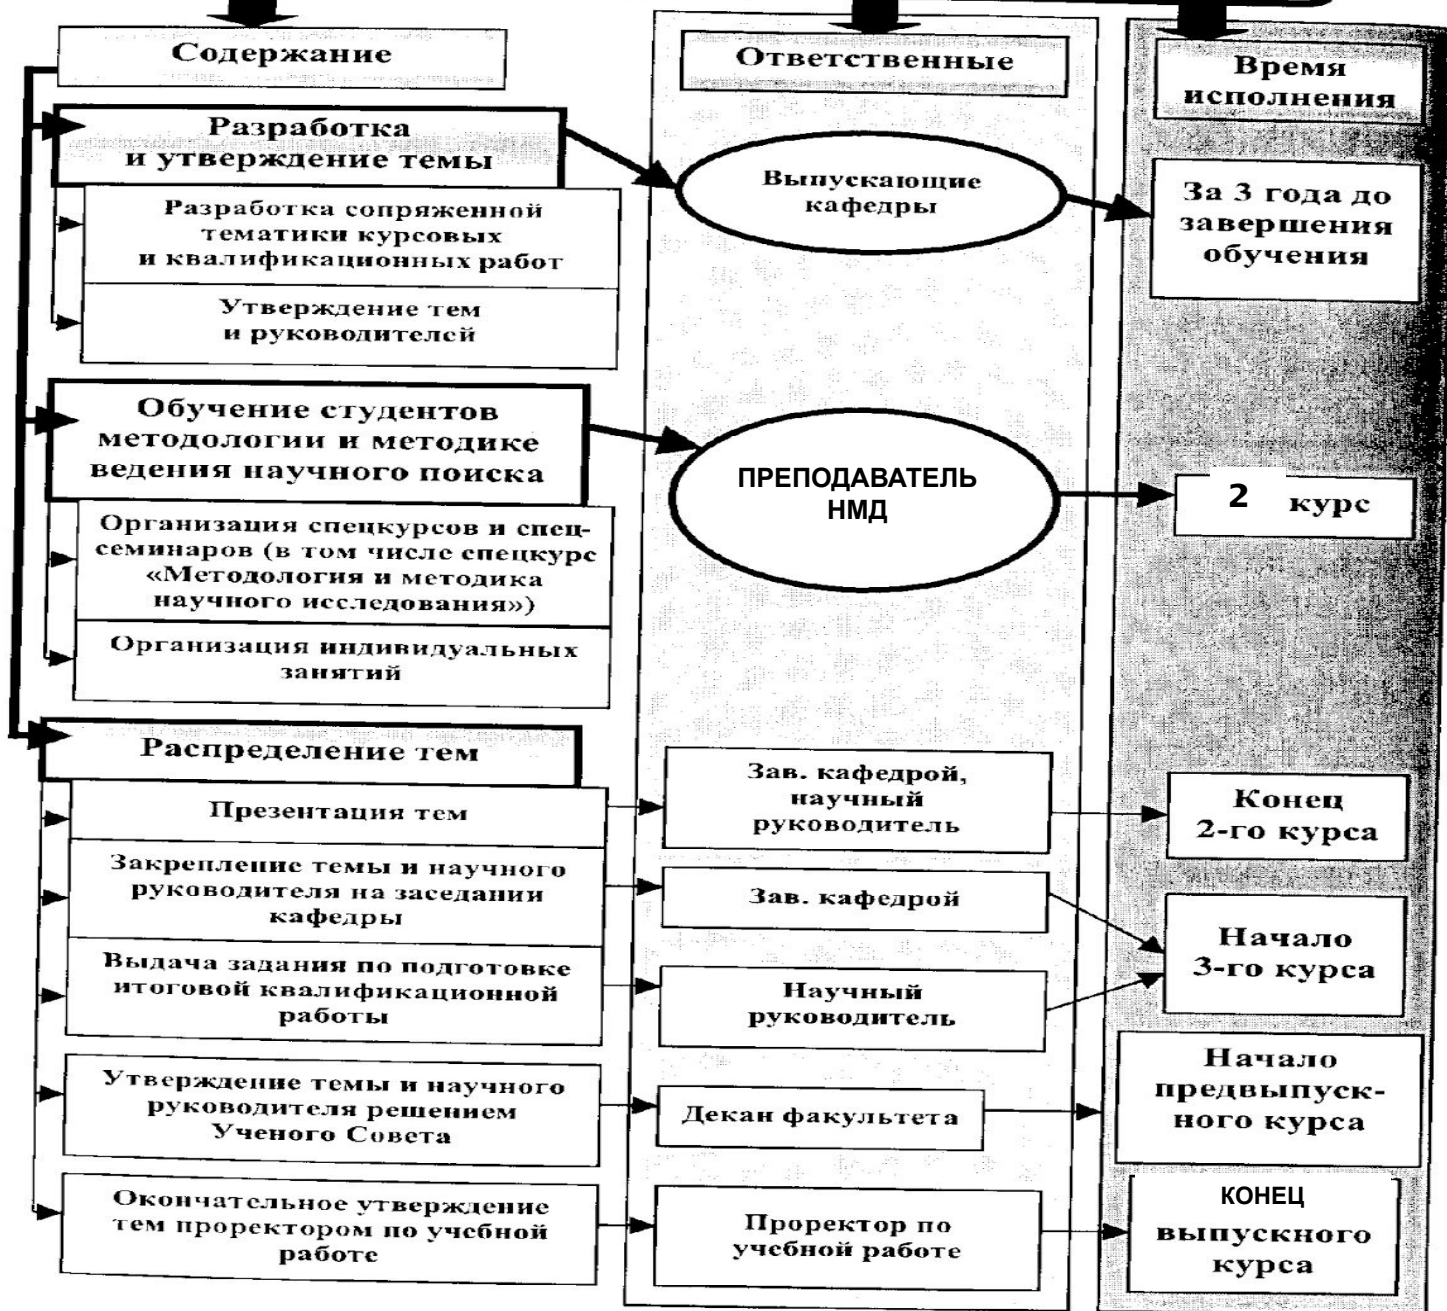 Содержание
Ответственные
Время
исполнения
Разработка
и утверждение темы
Выпускающие
кафедры
За 3 года до
завершения
обучения
Разработка сопряженной
тематики курсовых
и квалификационных работ
Утверждение тем
и руководителей
Обучение студентов
методологии и методике
ведения научного поиска
ПРЕПОДАВАТЕЛЬ
НМД
2 курс
Организация спецкурсов и спец-
семинаров (в том числе спецкурс
«Методология и методика
научного исследования»)
Организация индивидуальных
занятий
Распределение тем
Презентация тем
Зав. кафедрой,
научный
руководитель
Конец
2-го курса
Закрепление темы и научного
руководителя на заседании
кафедры
Зав. кафедрой
Начало
3-го курса
Выдача задания по подготовке
итоговой квалификационной
работы
Научный
руководитель
Утверждение темы и научного
руководителя решением
Ученого Совета
Декан факультета
Начало
предвыпуск-
ного курса
Окончательное утверждение
тем проректором по учебной
работе
Проректор по
учебной работе
КОНЕЦ
выпускного
курса